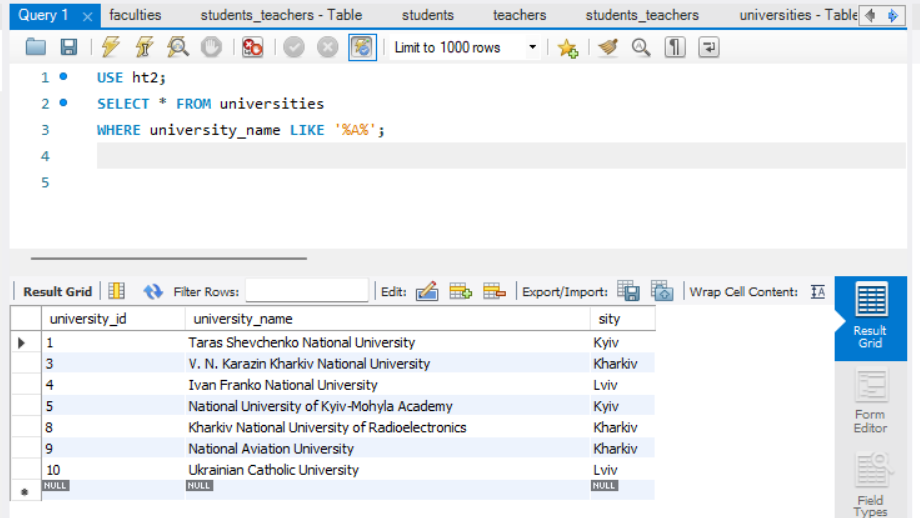 Query 1 faculties students_teachers - Table students teachers students_teachers universities - Table
Limit to 1000 rows
1 USE ht2;
2 SELECT * FROM universities
3 WHERE university_name LIKE '%A%';
4
5
Result Grid Filter Rows: Edit: Export/Import: Wrap Cell Content:
university_id university_name sity
1 Taras Shevchenko National University Kyiv
3 V. N. Karazin Kharkiv National University Kharkiv
4 Ivan Franko National University Lviv
5 National University of Kyiv-Mohyla Academy Kyiv
8 Kharkiv National University of Radioelectronics Kharkiv
9 National Aviation University Kharkiv
10 Ukrainian Catholic University Lviv
NULL NULL NULL
Result
Grid
Form
Editor
Field
Types